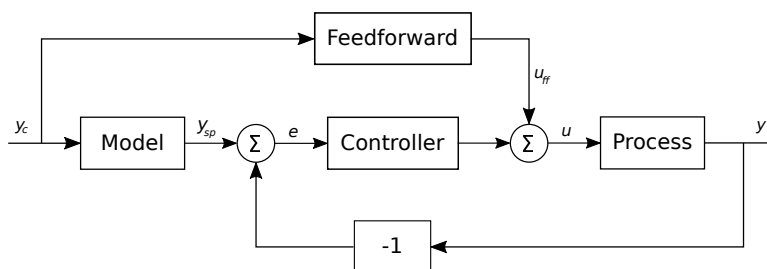 Feedforward
u_ff
y_c
Model
y_sp
Σ
e
Controller
Σ
u
Process
y
-1